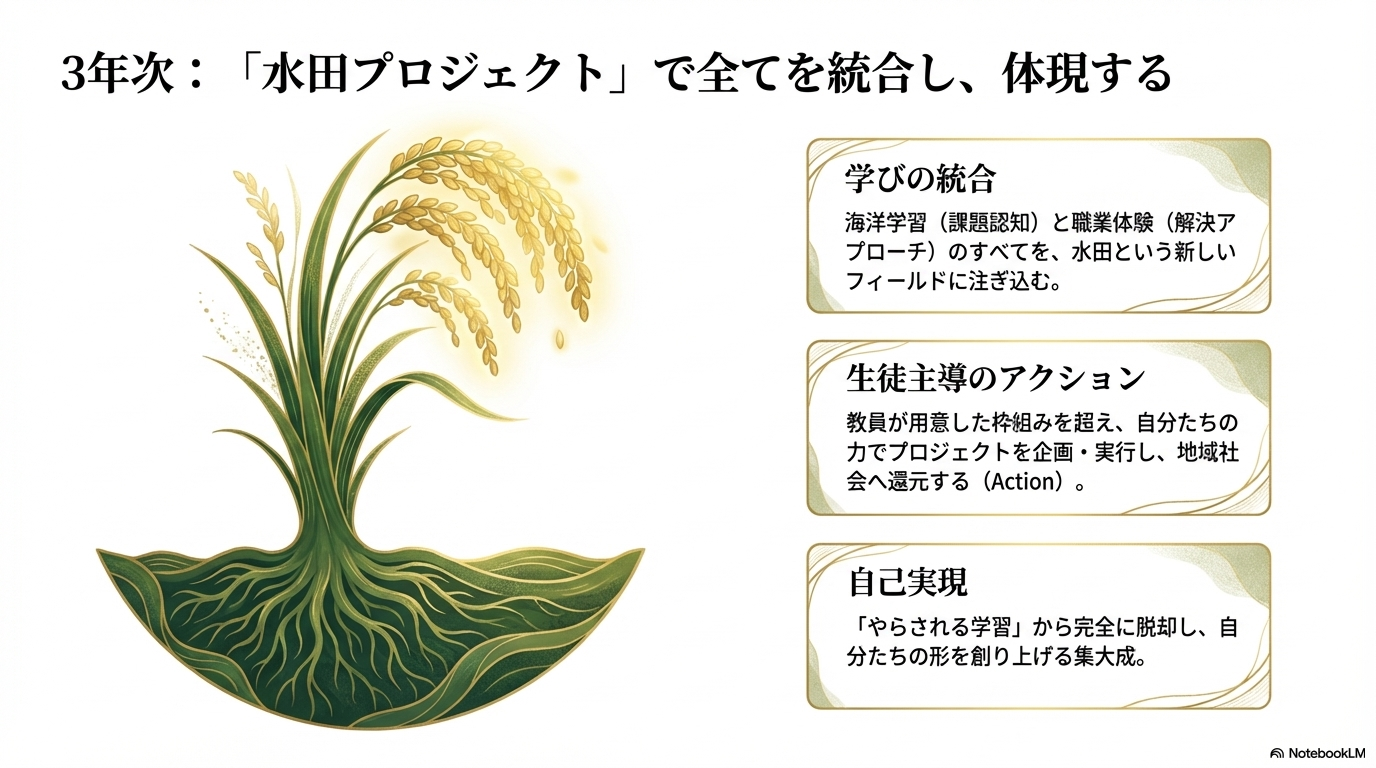 3年次：「水田プロジェクト」で全てを統合し、体現する
学びの統合
海洋学習（課題認知）と職業体験（解決ア
プローチ）のすべてを、水田という新しい
フィールドに注ぎ込む。
生徒主導のアクション
教員が用意した枠組みを超え、自分たちの
力でプロジェクトを企画・実行し、地域社
会へ還元する（Action）。
自己実現
「やらされる学習」から完全に脱却し、自
分たちの形を創り上げる集大成。
NotebookLM